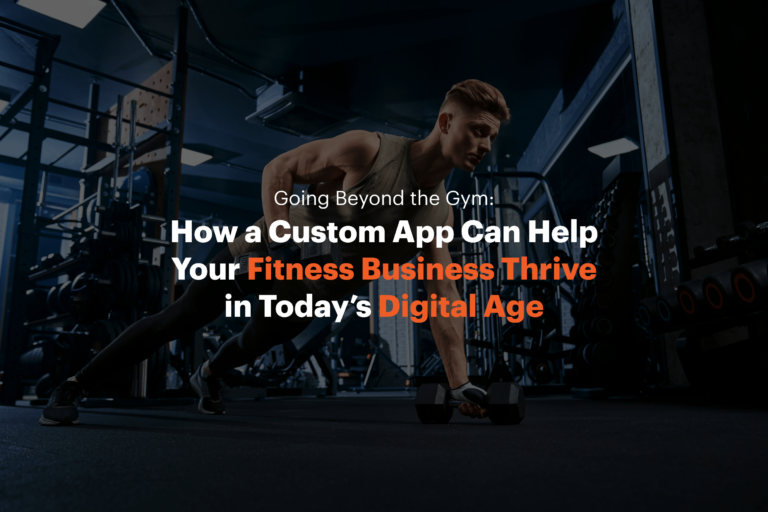 Going Beyond the Gym:
How a Custom App Can Help
Your Fitness Business Thrive
in Today’s Digital Age